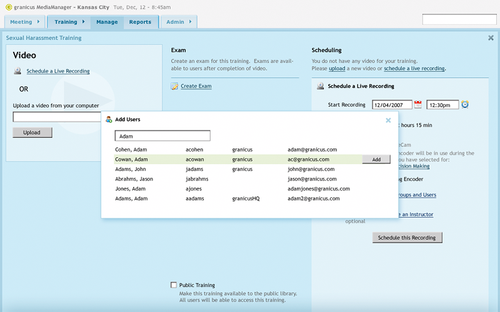 granicus MediaManager - Kansas City Tue, Dec, 12 - 8:45am
Meeting Training Manage Reports Admin
Sexual Harassment Training
Video
Schedule a Live Recording
OR
Upload a video from your computer
Upload
Exam
Create an exam for this training. Exams are avail-
able to users after completion of video.
Create Exam
Scheduling
You do not have any video for your training.
Please upload a new video or schedule a live recording.
Schedule a Live Recording
Start Recording 12/04/2007 12:30pm
hours 15 min
Cam
ncoder will be in use during the
you have selected for:
cision Making
ng Encoder
roups and Users
e an Instructor
optional
Schedule this Recording
Add Users
Adam
Cohen, Adam acohen granicus adam@granicus.com
Cowan, Adam acowan granicus ac@granicus.com Add
Adams, John jadams granicus john@granicus.com
Abrahms, Jason jabrahms jason@granicus.com
Jones, Adam ajones adamjones@granicus.com
Adams, Adam aadams granicusHQ adam2@granicus.com
Public Training
Make this training available to the public library.
All users will be able to access this training.